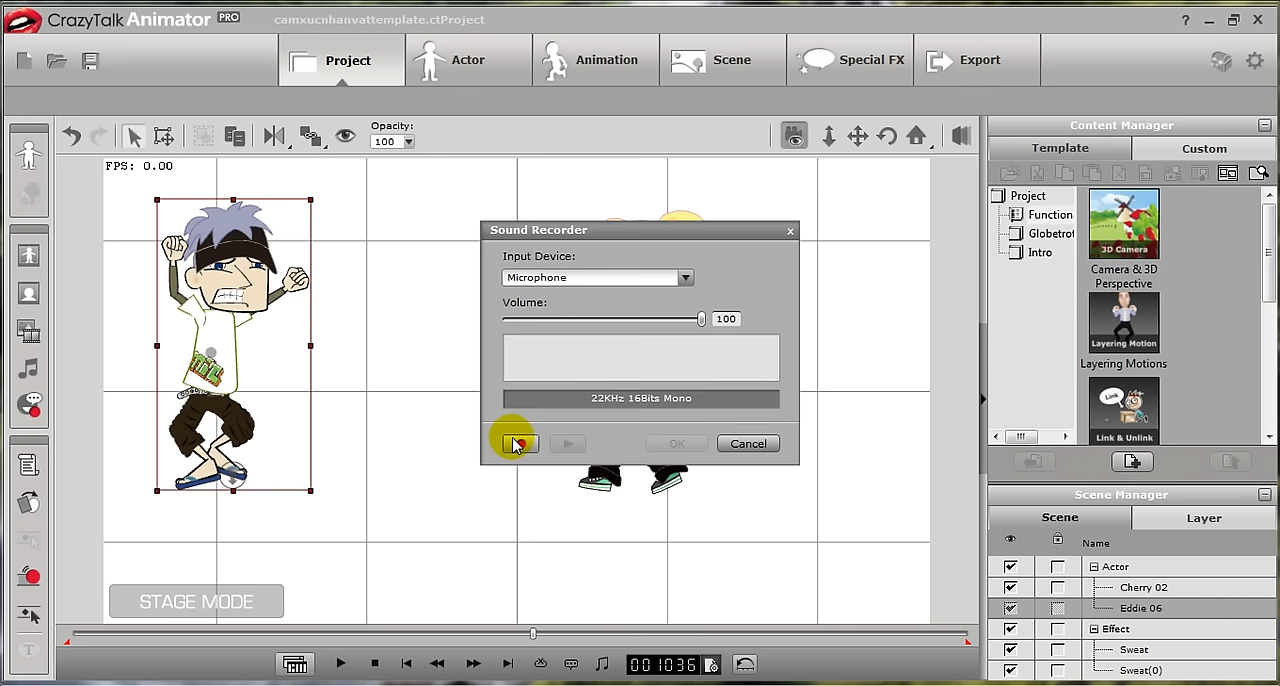 CrazyTalk Animator PRO
camxucnhanvattemplate.ctProject
Project
Actor
Animation
Scene
Special FX
Export
Opacity:
100
FPS: 0.00
Sound Recorder
Input Device:
Microphone
Volume:
100
22KHz 16Bits Mono
OK
Cancel
STAGE MODE
001036
Content Manager
Template
Custom
Project
Function
Globetrot
Intro
3D Camera
Camera & 3D
Perspective
Layering Motion
Layering Motions
Link
Link & Unlink
Scene Manager
Scene
Layer
Name
Actor
Cherry 02
Eddie 06
Effect
Sweat
Sweat(0)